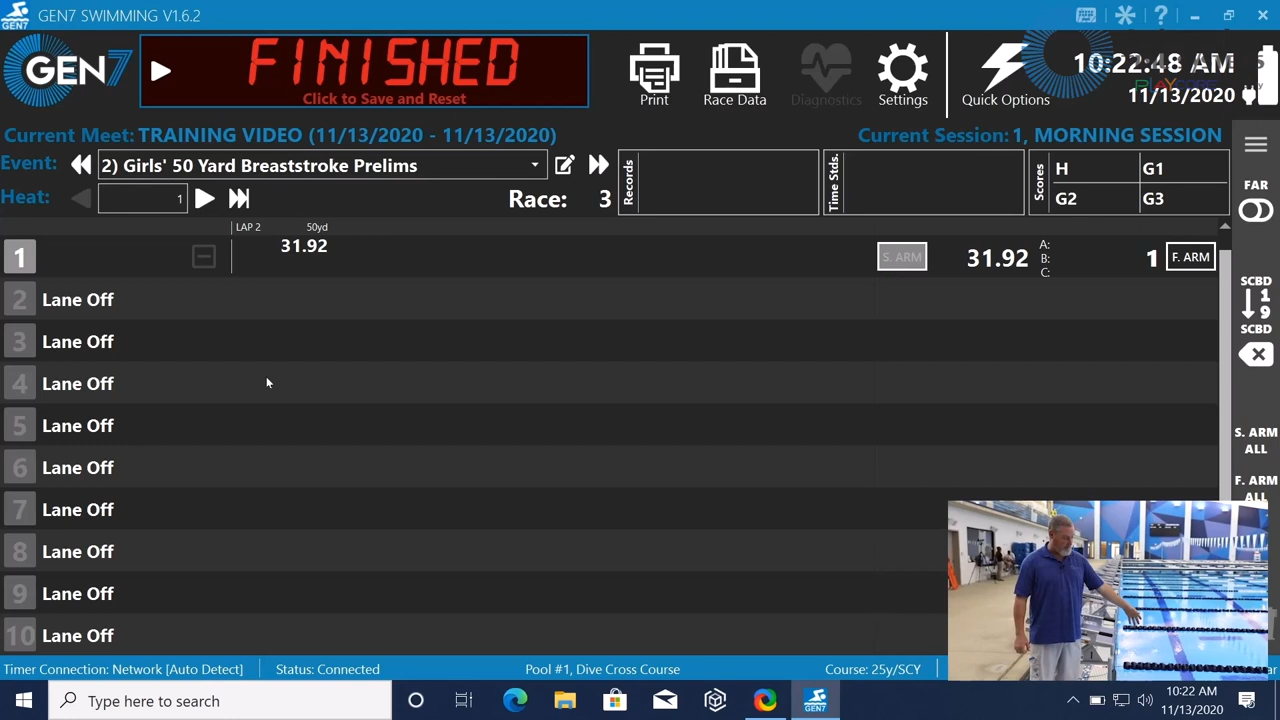 GEN7 SWIMMING V1.6.2
GEN7
FINISHED
Click to Save and Reset
Print
Race Data
Diagnostics
Settings
Quick Options
10:22:48 AM
11/13/2020
Current Meet: TRAINING VIDEO (11/13/2020 - 11/13/2020)
Current Session: 1, MORNING SESSION
Event:
2) Girls' 50 Yard Breaststroke Prelims
Heat:
1
Race: 3
Records
Time Stds.
Scores
H
G1
G2
G3
FAR
LAP 2
50yd
1
31.92
S. ARM
31.92
A:
B:
C:
1
F. ARM
2 Lane Off
3 Lane Off
4 Lane Off
5 Lane Off
6 Lane Off
7 Lane Off
8 Lane Off
9 Lane Off
10 Lane Off
SCBD
1
9
SCBD
S. ARM
ALL
F. ARM
ALL
Timer Connection: Network [Auto Detect]
Status: Connected
Pool #1, Dive Cross Course
Course: 25y/SCY
Type here to search
GEN7
10:22 AM
11/13/2020